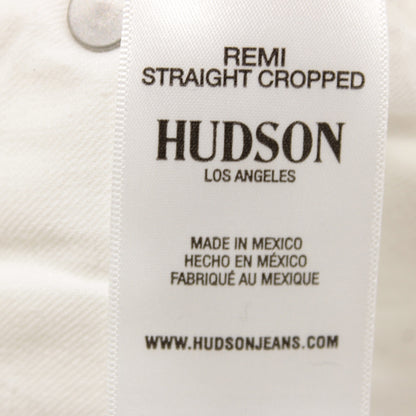 REMI
STRAIGHT CROPPED
HUDSON
LOS ANGELES
MADE IN MEXICO
HECHO EN MÉXICO
FABRIQUÉ AU MEXIQUE
WWW.HUDSONJEANS.COM